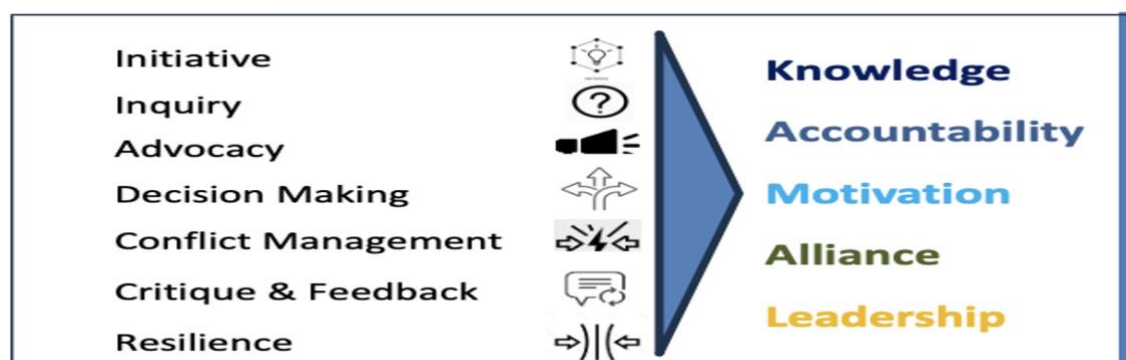 Initiative
Inquiry
Advocacy
Decision Making
Conflict Management
Critique & Feedback
Resilience
Knowledge
Accountability
Motivation
Alliance
Leadership